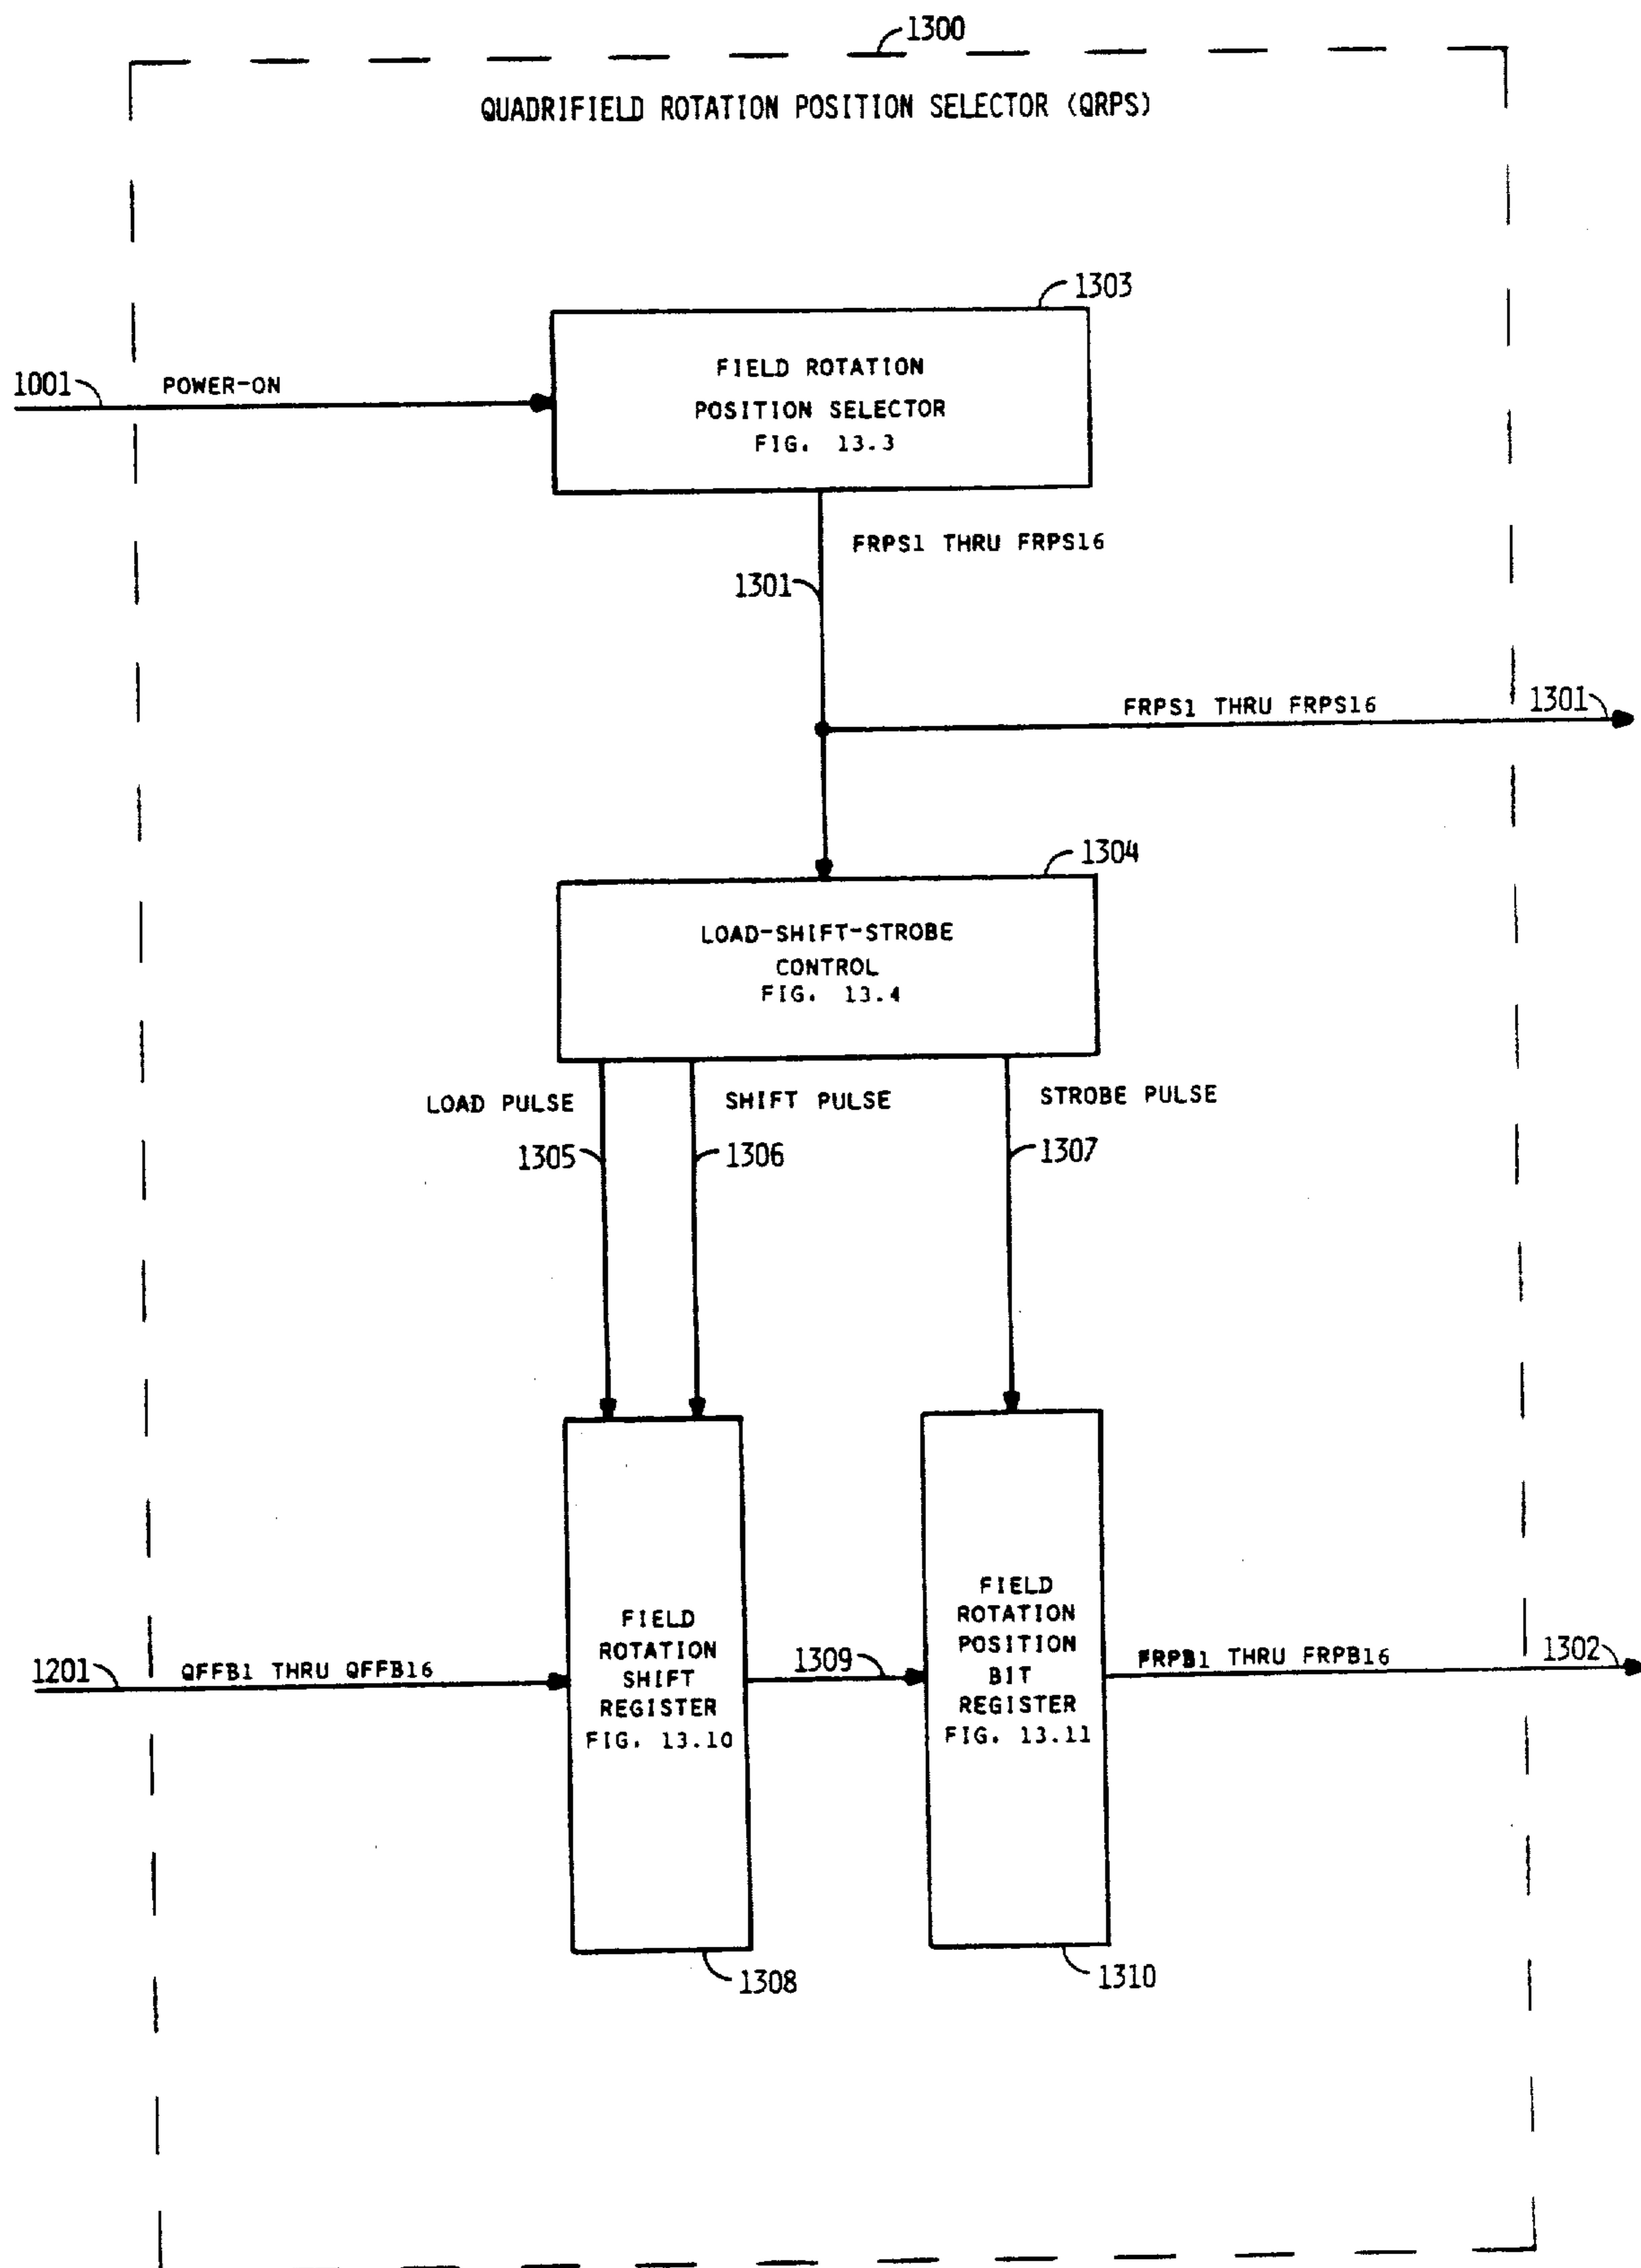 1300
QUADRIFIELD ROTATION POSITION SELECTOR (QRPS)
1303
FIELD ROTATION
POSITION SELECTOR
FIG. 13.3
1001
POWER-ON
FRPS1 THRU FRPS16
1301
FRPS1 THRU FRPS16
1301
1304
LOAD-SHIFT-STROBE
CONTROL
FIG. 13.4
LOAD PULSE
SHIFT PULSE
STROBE PULSE
1305
1306
1307
FIELD
ROTATION
SHIFT
REGISTER
FIG. 13.10
FIELD
ROTATION
POSITION
BIT
REGISTER
FIG. 13.11
1201
QFFB1 THRU QFFB16
1309
FRPB1 THRU FRPB16
1302
1308
1310